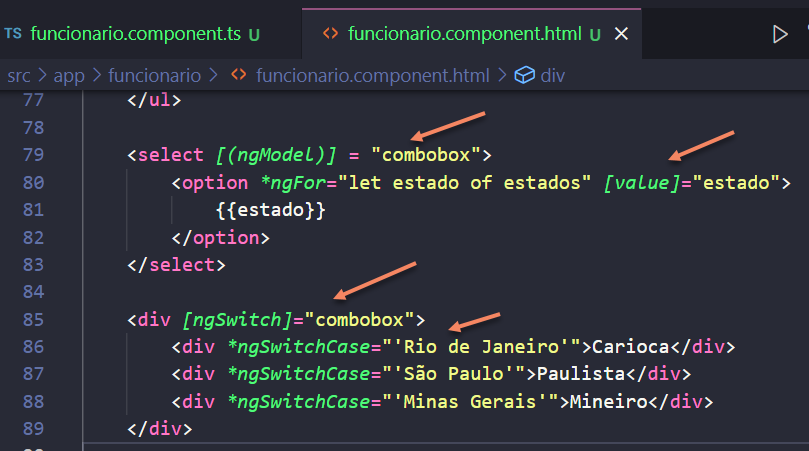 TS funcionario.component.ts U <> funcionario.component.html U ×
src > app > funcionario > <> funcionario.component.html > div
77 </ul>
78
79 <select [(ngModel)] = "combobox">
80 <option *ngFor="let estado of estados" [value]="estado">
81 {{estado}}
82 </option>
83 </select>
84
85 <div [ngSwitch]="combobox">
86 <div *ngSwitchCase="'Rio de Janeiro'">Carioca</div>
87 <div *ngSwitchCase="'São Paulo'">Paulista</div>
88 <div *ngSwitchCase="'Minas Gerais'">Mineiro</div>
89 </div>